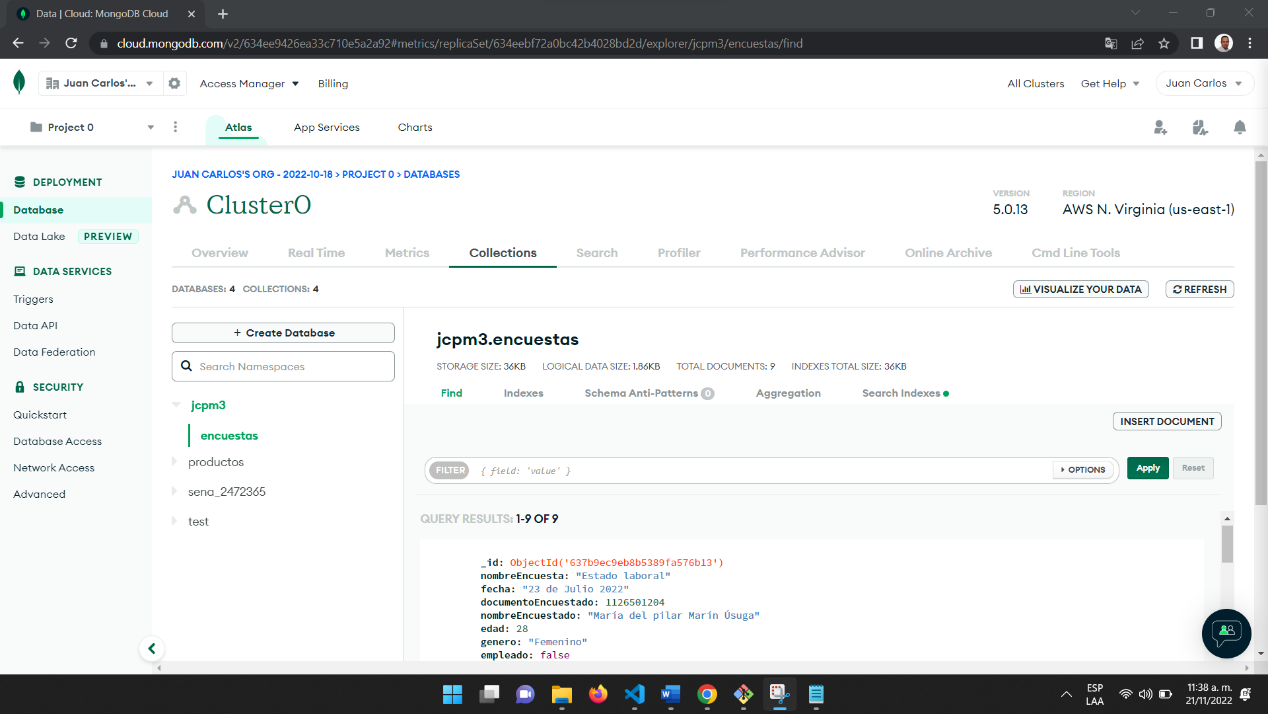 Data | Cloud: MongoDB Cloud
cloud.mongodb.com/v2/634ee9426ea33c710e5a2a92#metrics/replicaSet/634eebf72a0bc42b4028bd2d/explorer/jcpm3/encuestas/find
Juan Carlos'... Access Manager Billing All Clusters Get Help Juan Carlos
Project 0 Atlas App Services Charts
DEPLOYMENT
Database
Data Lake PREVIEW
DATA SERVICES
Triggers
Data API
Data Federation
SECURITY
Quickstart
Database Access
Network Access
Advanced
JUAN CARLOS'S ORG - 2022-10-18 > PROJECT 0 > DATABASES
Cluster0
VERSION
5.0.13
REGION
AWS N. Virginia (us-east-1)
Overview Real Time Metrics Collections Search Profiler Performance Advisor Online Archive Cmd Line Tools
DATABASES: 4 COLLECTIONS: 4
VISUALIZE YOUR DATA REFRESH
+ Create Database
Search Namespaces
jcpm3
encuestas
productos
sena_2472365
test
jcpm3.encuestas
STORAGE SIZE: 36KB LOGICAL DATA SIZE: 1.86KB TOTAL DOCUMENTS: 9 INDEXES TOTAL SIZE: 36KB
Find Indexes Schema Anti-Patterns 0 Aggregation Search Indexes
INSERT DOCUMENT
FILTER { field: 'value' } OPTIONS Apply Reset
QUERY RESULTS: 1-9 OF 9
_id: ObjectId('637b9ec9eb8b5389fa576b13')
nombreEncuesta: "Estado laboral"
fecha: "23 de Julio 2022"
documentoEncuestado: 1126501204
nombreEncuestado: "María del pilar Marín Úsuga"
edad: 28
genero: "Femenino"
empleado: false
ESP
LAA
11:38 a. m.
21/11/2022